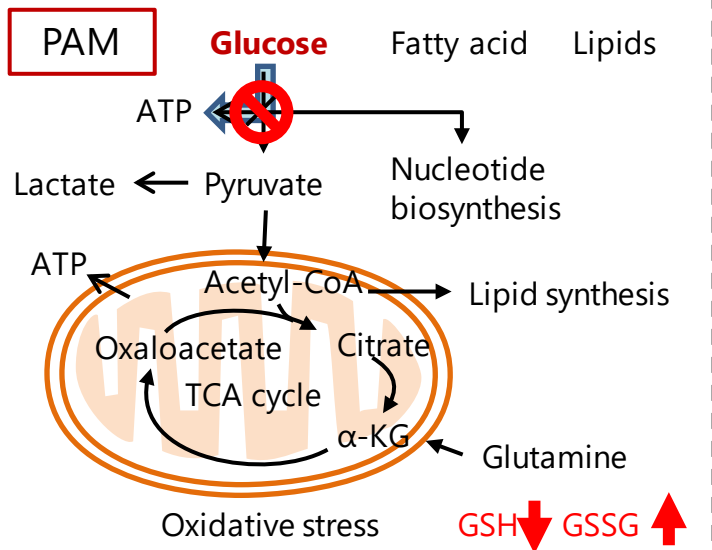 PAM
Glucose
Fatty acid
Lipids
ATP
Nucleotide
biosynthesis
Lactate
Pyruvate
ATP
Acetyl-CoA
Lipid synthesis
Oxaloacetate
Citrate
TCA cycle
α-KG
Glutamine
Oxidative stress
GSH
GSSG